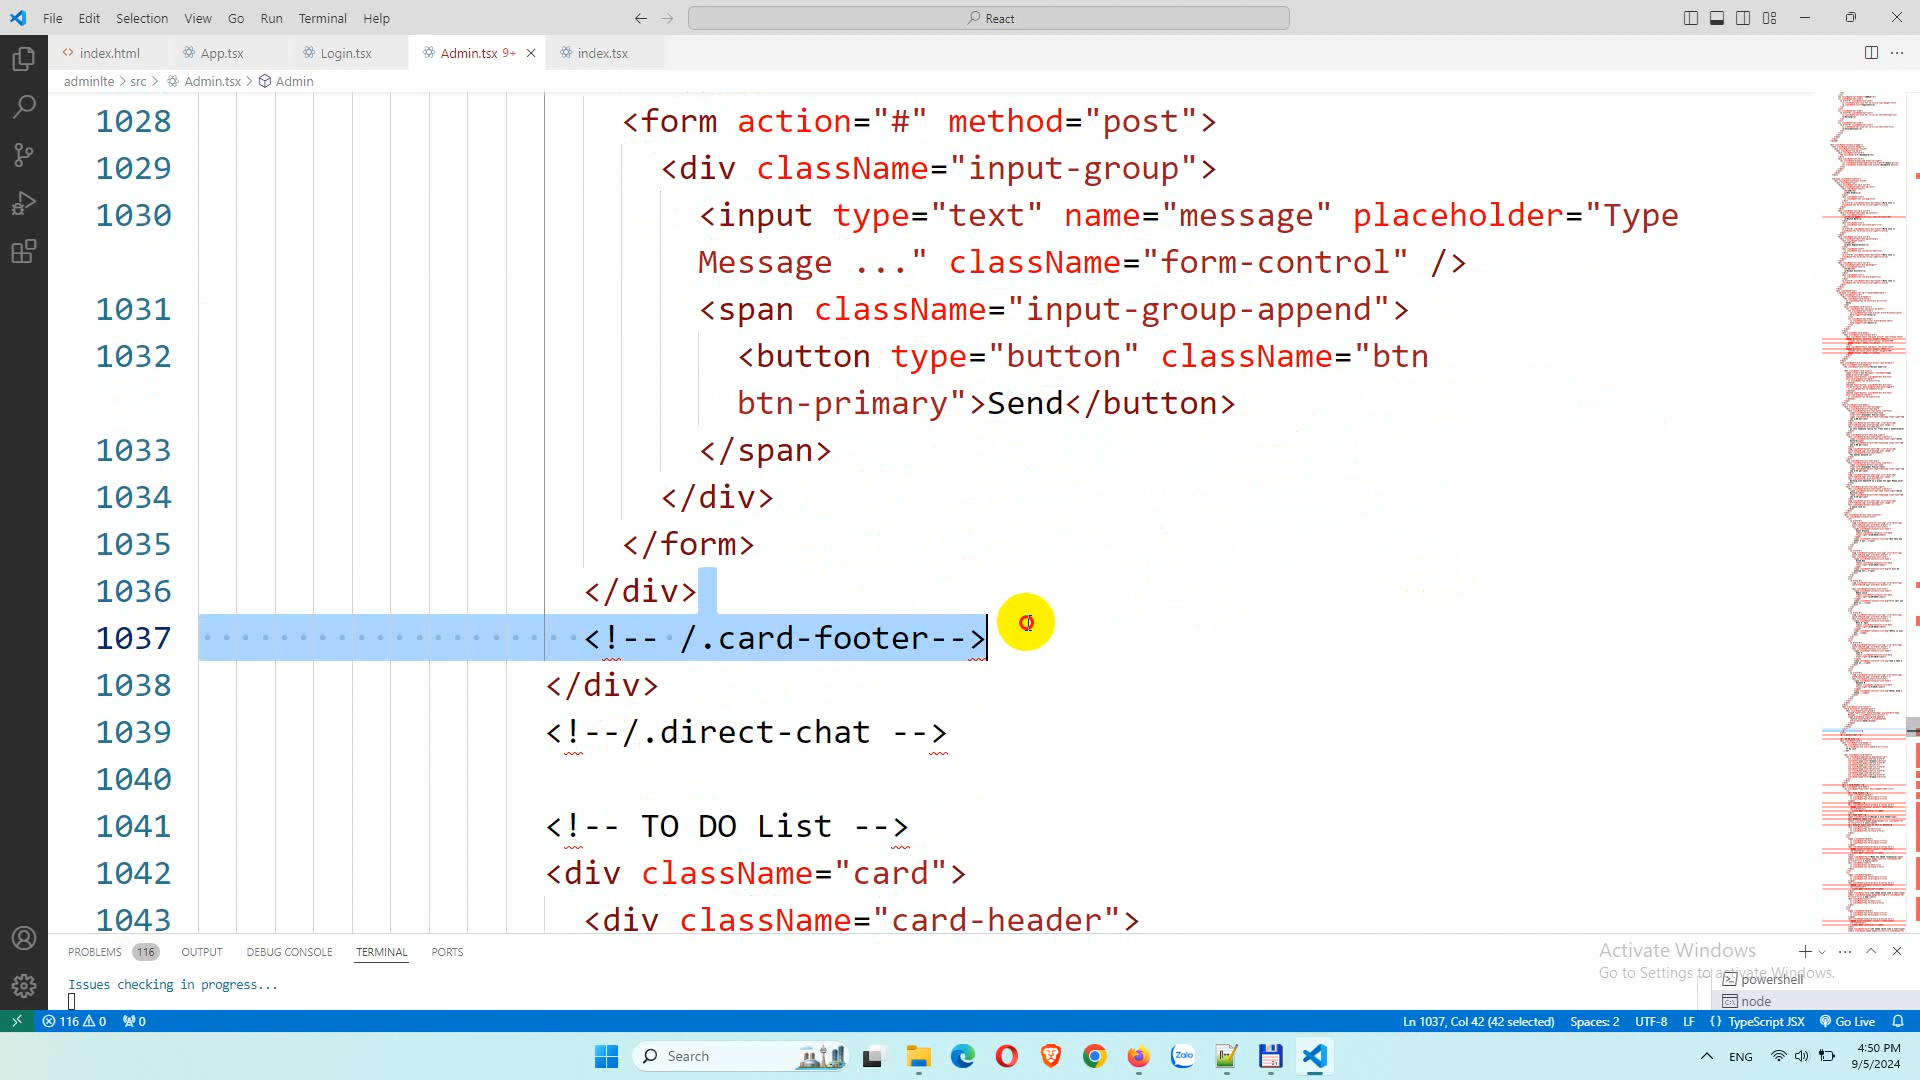 File Edit Selection View Go Run Terminal Help
React
index.html App.tsx Login.tsx Admin.tsx 9+ index.tsx
adminlte > src > Admin.tsx > Admin
1028 <form action="#" method="post">
1029 <div className="input-group">
1030 <input type="text" name="message" placeholder="Type
Message ..." className="form-control" />
1031 <span className="input-group-append">
1032 <button type="button" className="btn
btn-primary">Send</button>
1033 </span>
1034 </div>
1035 </form>
1036 </div>
1037 <!-- /.card-footer-->
1038 </div>
1039 <!--/.direct-chat -->
1040
1041 <!-- TO DO List -->
1042 <div className="card">
1043 <div className="card-header">
PROBLEMS 116 OUTPUT DEBUG CONSOLE TERMINAL PORTS
Activate Windows
Go to Settings to activate Windows.
Issues checking in progress...
powershell
node
116 0 0
Ln 1037, Col 42 (42 selected) Spaces: 2 UTF-8 LF {} TypeScript JSX Go Live
Search
Zalo
ENG
4:50 PM
9/5/2024